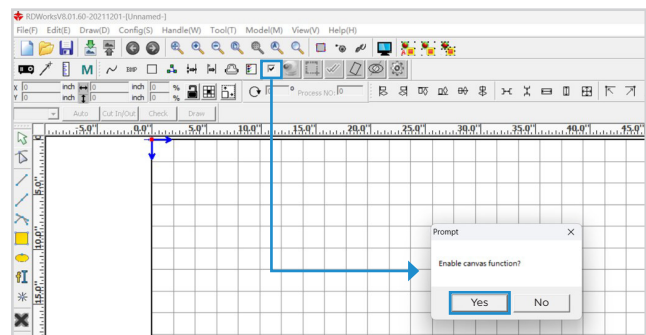 RDWorksV8.01.60-20211201-[Unnamed-]
File(F) Edit(E) Draw(D) Config(S) Handle(W) Tool(T) Model(M) View(V) Help(H)
M BMP
X 0 inch 0 inch 0 %
Y 0 inch 0 inch 0 %
0 ° Process NO: 0
Auto Cut In/Out Check Draw
-5.0" 0.0" 5.0" 10.0" 15.0" 20.0" 25.0" 30.0" 35.0" 40.0" 45.0"
5.0"
10.0"
15.0"
Prompt X
Enable canvas function?
Yes No